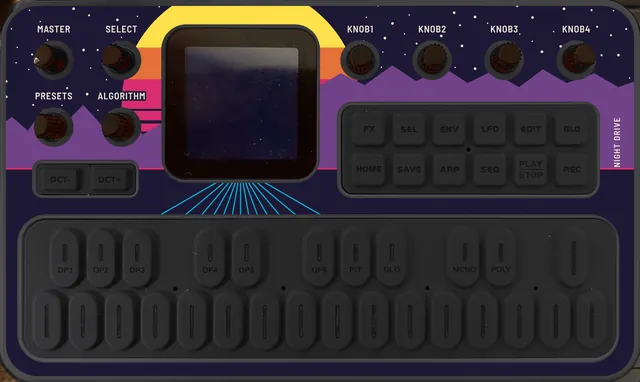 MASTER
SELECT
KNOB1
KNOB2
KNOB3
KNOB4
PRESETS
ALGORITHM
FX
SEL
ENV
LFO
EDIT
GLO
HOME
SAVE
ARP
SEQ
PLAY
STOP
REC
OCT-
OCT+
NIGHT DRIVE
OP1
OP2
OP3
OP4
OP5
OP6
PIT
GLO
MONO
POLY